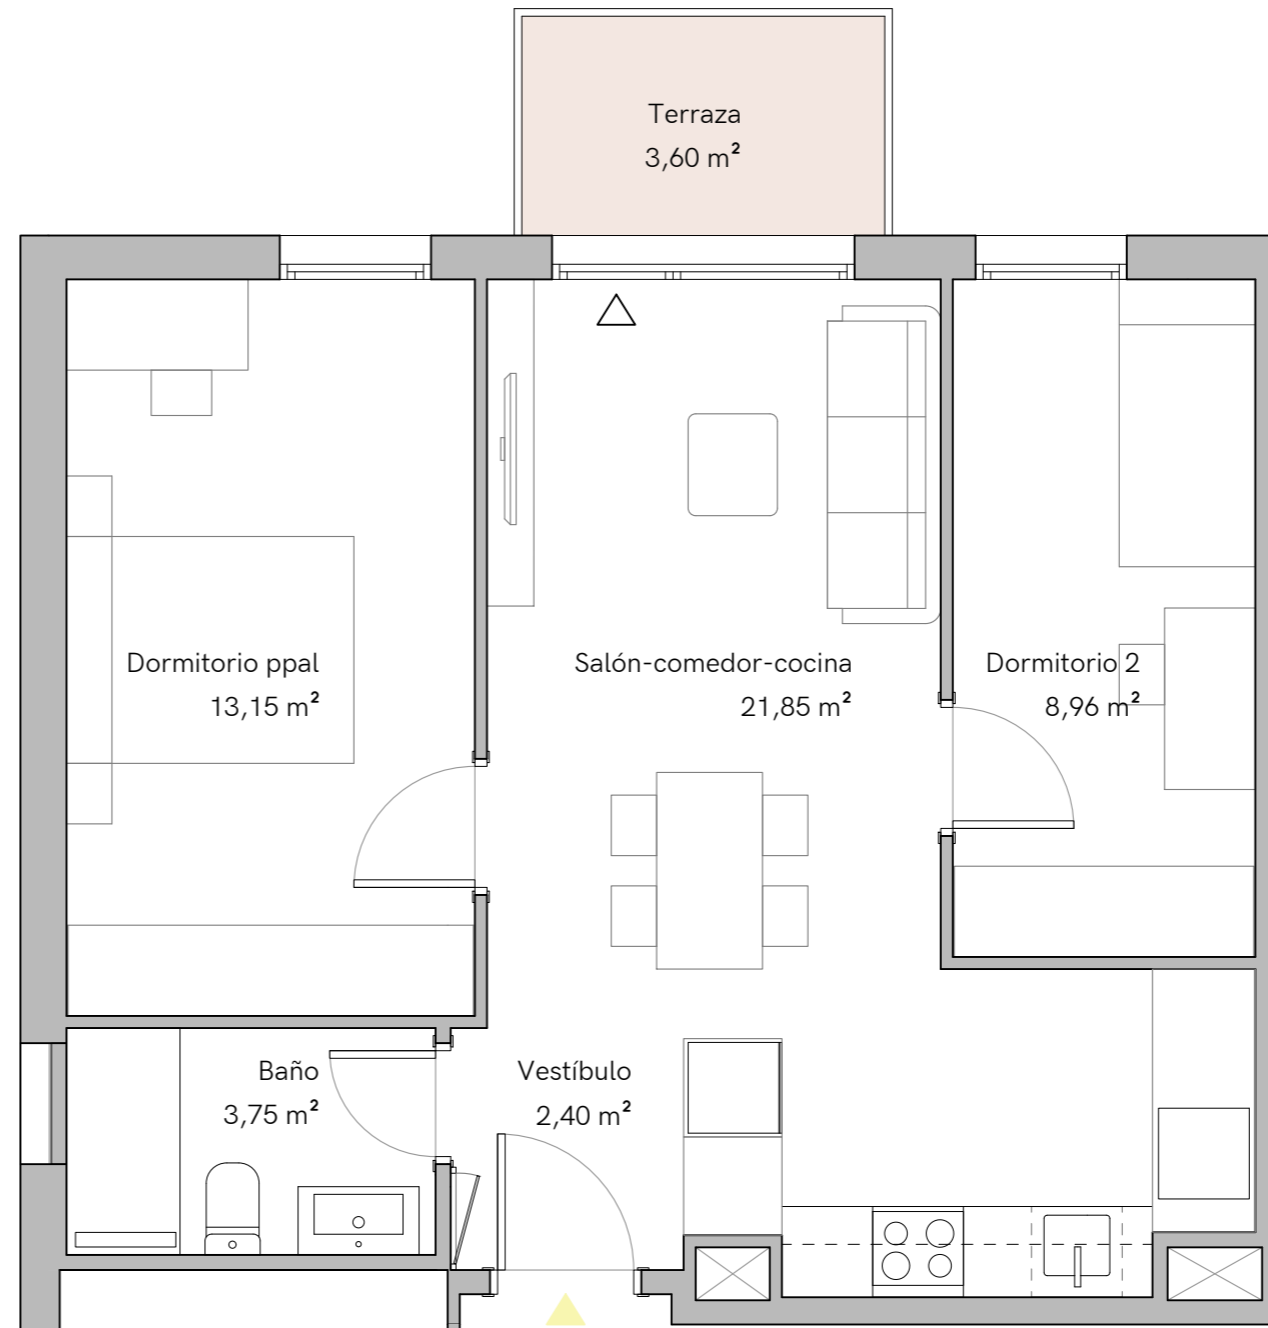 Terraza
3,60 m²
Dormitorio ppal
13,15 m²
Salón-comedor-cocina
21,85 m²
Dormitorio 2
8,96 m²
Baño
3,75 m²
Vestíbulo
2,40 m²